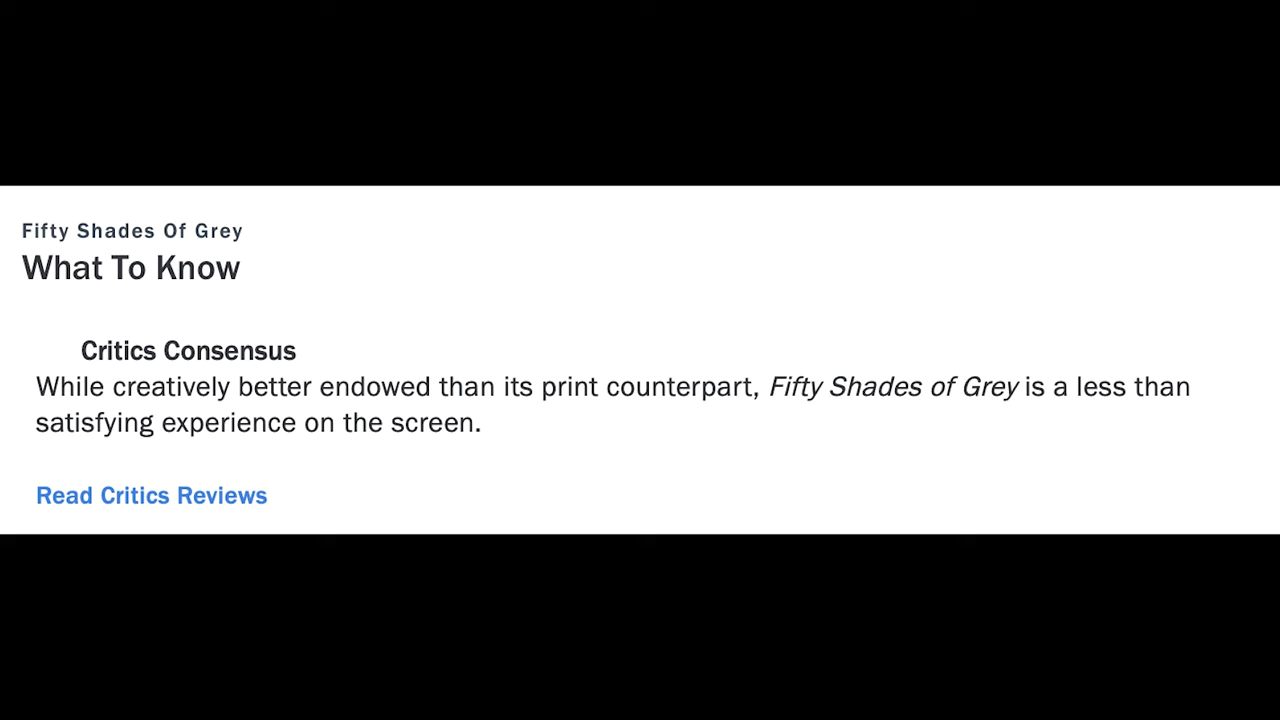 Fifty Shades Of Grey
What To Know
Critics Consensus
While creatively better endowed than its print counterpart, Fifty Shades of Grey is a less than
satisfying experience on the screen.
Read Critics Reviews